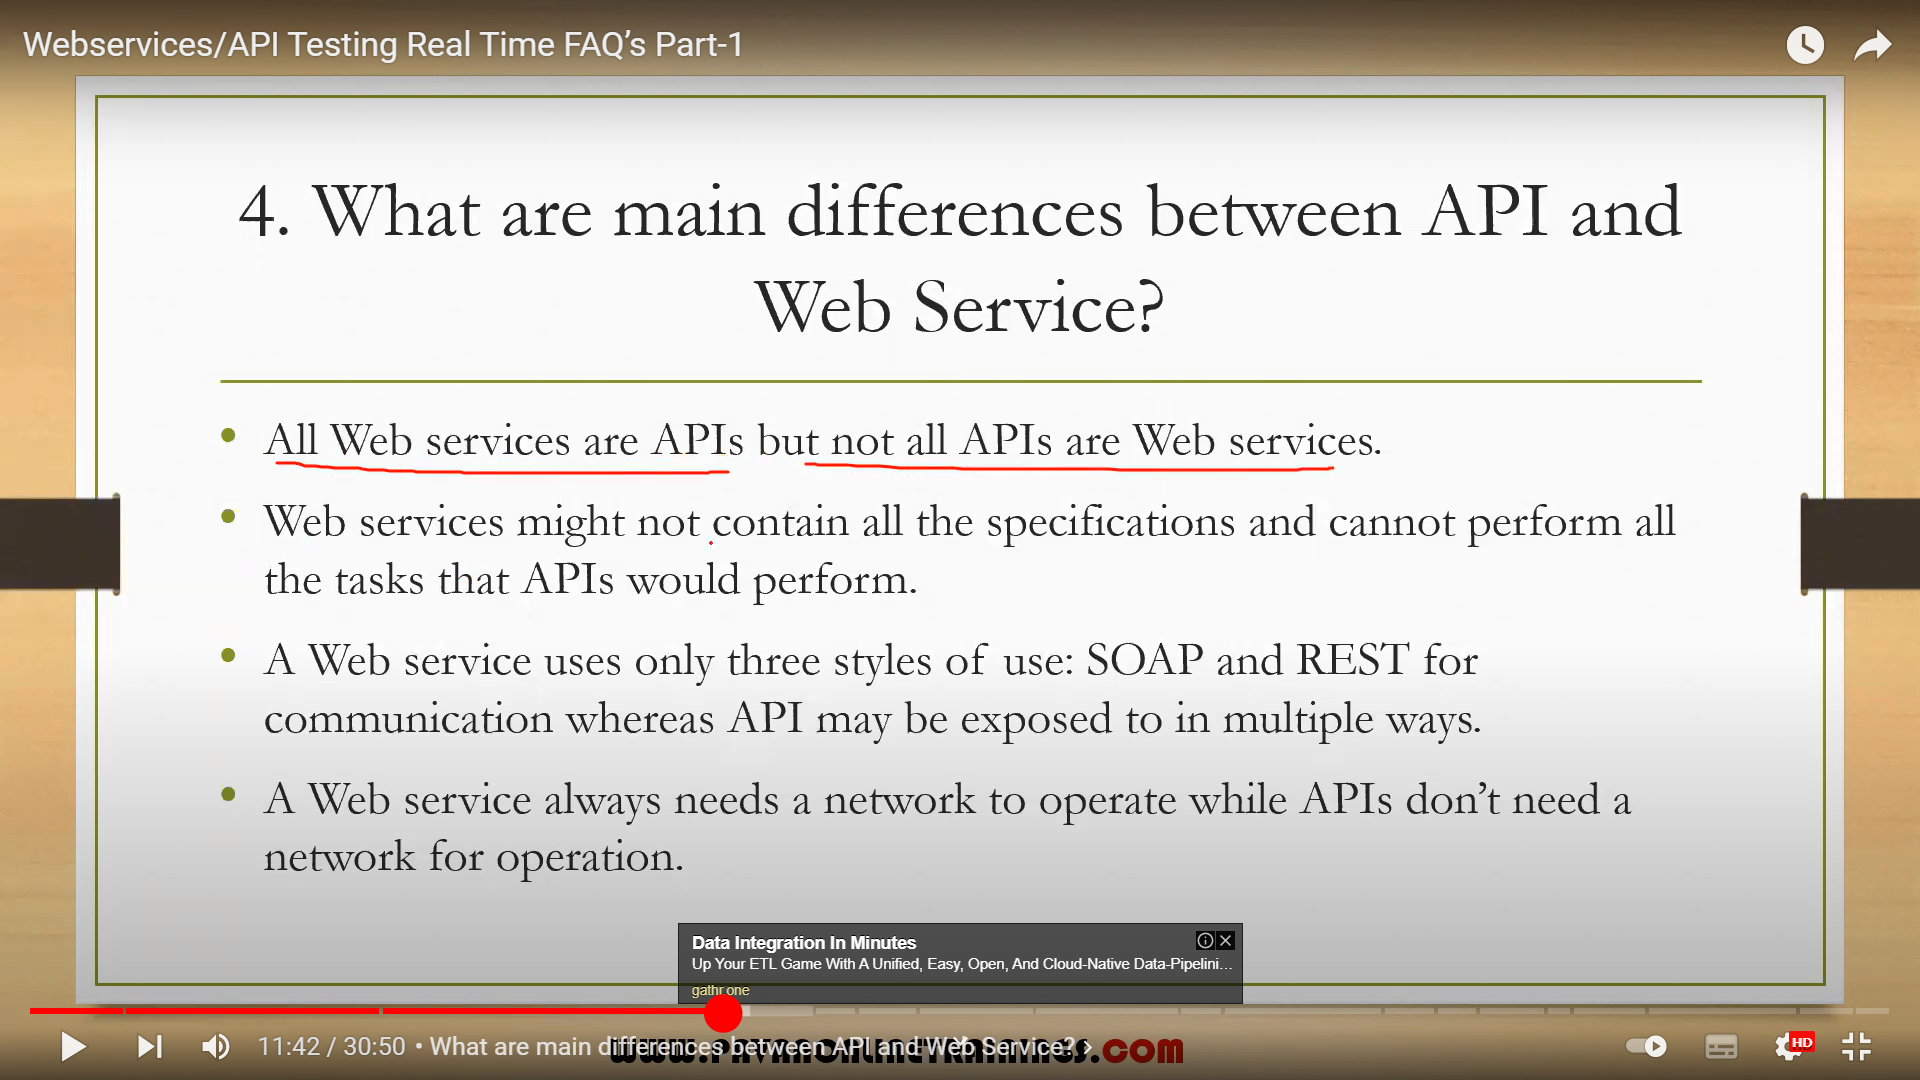 Webservices/API Testing Real Time FAQ’s Part-1
4. What are main differences between API and
Web Service?
• All Web services are APIs but not all APIs are Web services.
• Web services might not contain all the specifications and cannot perform all
the tasks that APIs would perform.
• A Web service uses only three styles of use: SOAP and REST for
communication whereas API may be exposed to in multiple ways.
• A Web service always needs a network to operate while APIs don’t need a
network for operation.
Data Integration In Minutes
Up Your ETL Game With A Unified, Easy, Open, And Cloud-Native Data-Pipelini...
gathr.one
11:42 / 30:50 • What are main differences between API and Web Service? ›
HD
.com